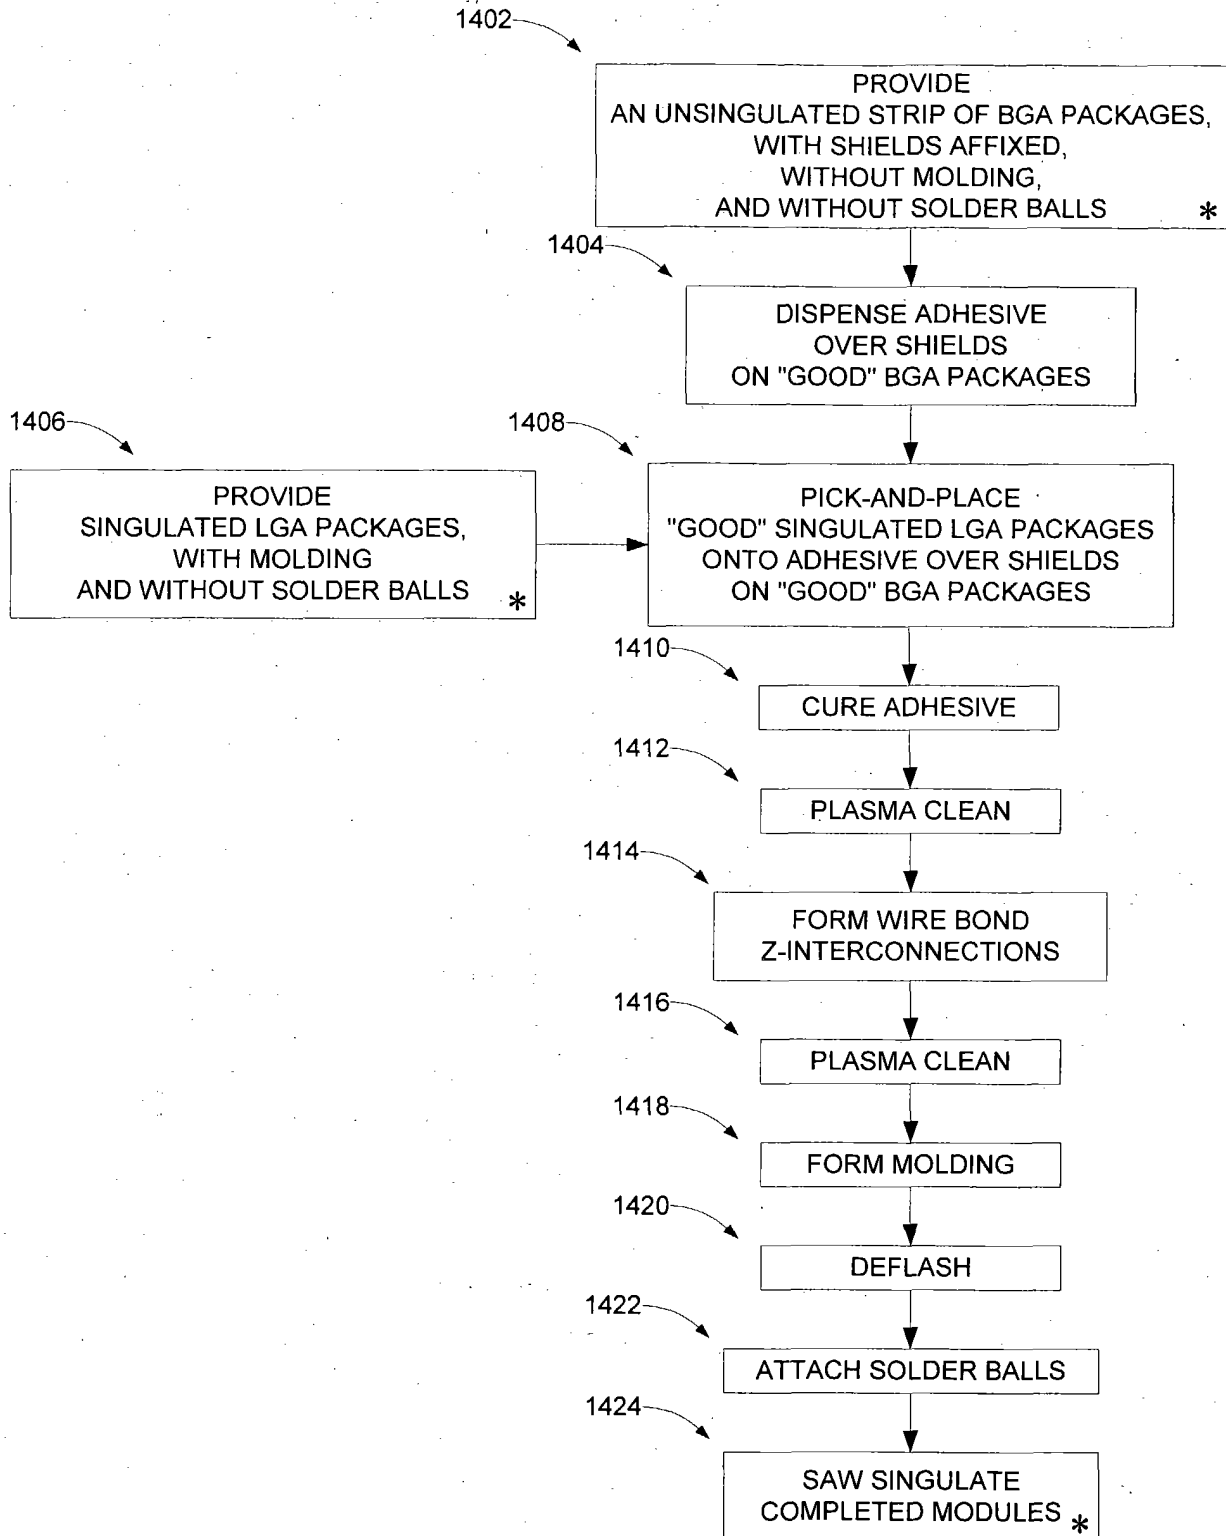 1402
PROVIDE
AN UNSINGULATED STRIP OF BGA PACKAGES,
WITH SHIELDS AFFIXED,
WITHOUT MOLDING,
AND WITHOUT SOLDER BALLS *
1404
DISPENSE ADHESIVE
OVER SHIELDS
ON "GOOD" BGA PACKAGES
1406
PROVIDE
SINGULATED LGA PACKAGES,
WITH MOLDING
AND WITHOUT SOLDER BALLS *
1408
PICK-AND-PLACE
"GOOD" SINGULATED LGA PACKAGES
ONTO ADHESIVE OVER SHIELDS
ON "GOOD" BGA PACKAGES
1410
CURE ADHESIVE
1412
PLASMA CLEAN
1414
FORM WIRE BOND
Z-INTERCONNECTIONS
1416
PLASMA CLEAN
1418
FORM MOLDING
1420
DEFLASH
1422
ATTACH SOLDER BALLS
1424
SAW SINGULATE
COMPLETED MODULES *